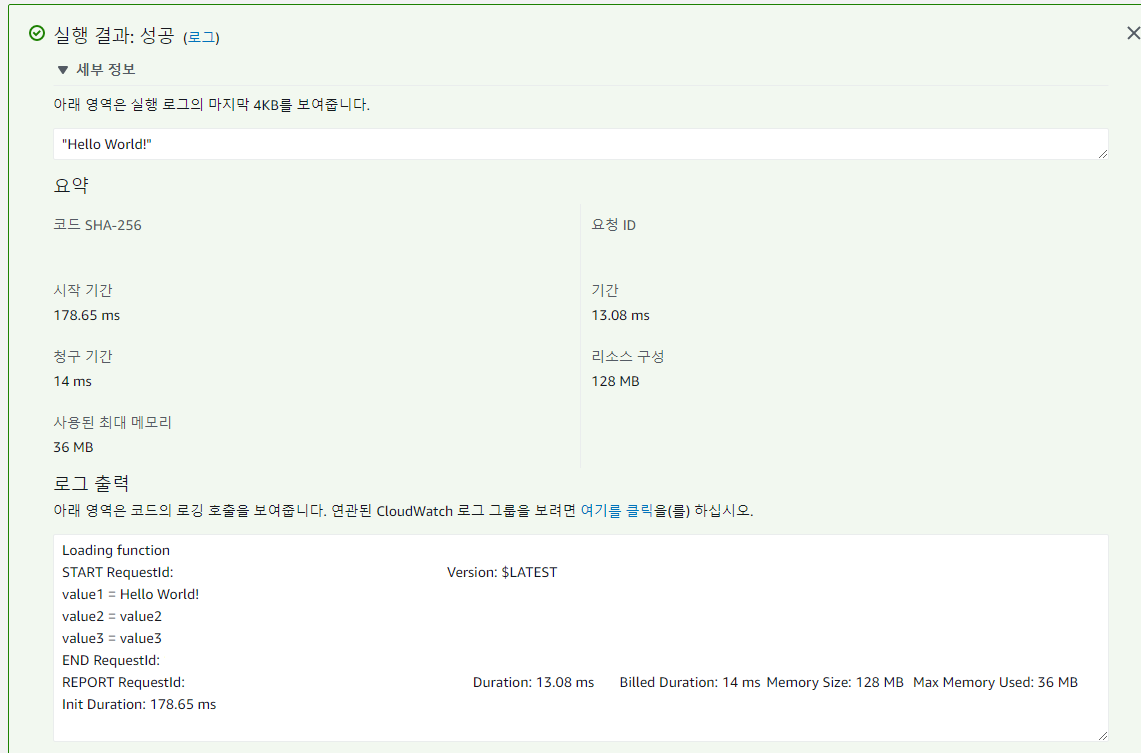 실행 결과: 성공 (로그)
▼ 세부 정보
아래 영역은 실행 로그의 마지막 4KB를 보여줍니다.
"Hello World!"
요약
코드 SHA-256
요청 ID
시작 기간
178.65 ms
기간
13.08 ms
청구 기간
14 ms
리소스 구성
128 MB
사용된 최대 메모리
36 MB
로그 출력
아래 영역은 코드의 로깅 호출을 보여줍니다. 연관된 CloudWatch 로그 그룹을 보려면 여기를 클릭을(를) 하십시오.
Loading function
START RequestId: Version: $LATEST
value1 = Hello World!
value2 = value2
value3 = value3
END RequestId:
REPORT RequestId: Duration: 13.08 ms Billed Duration: 14 ms Memory Size: 128 MB Max Memory Used: 36 MB
Init Duration: 178.65 ms